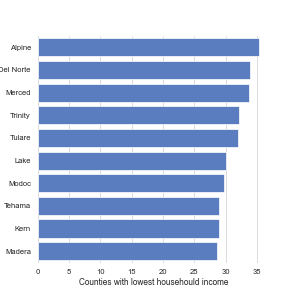 Alpine
Del Norte
Merced
Trinity
Tulare
Lake
Modoc
Tehama
Kern
Madera
0 5 10 15 20 25 30 35
Counties with lowest househould income